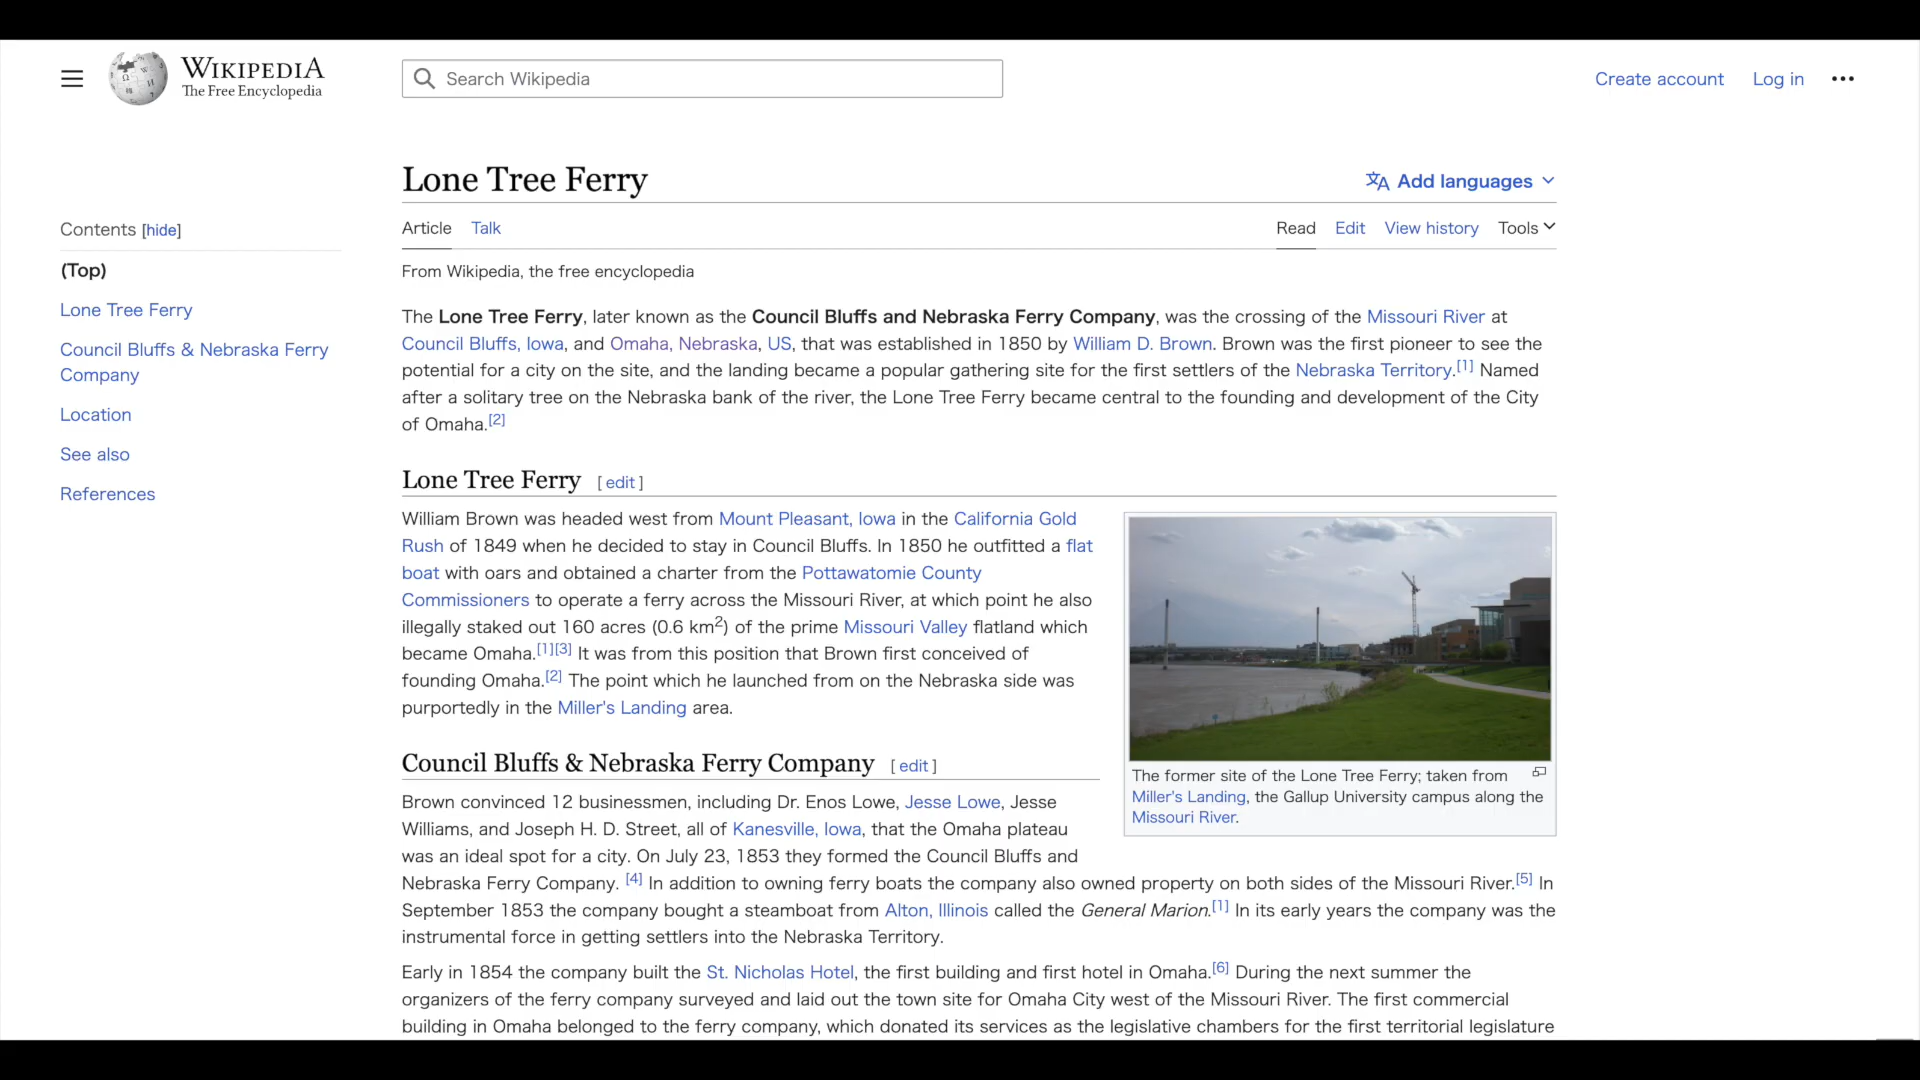 WIKIPEDIA
The Free Encyclopedia
Search Wikipedia
Create account
Log in
Contents [hide]
(Top)
Lone Tree Ferry
Council Bluffs & Nebraska Ferry
Company
Location
See also
References
Lone Tree Ferry
Add languages
Article
Talk
Read
Edit
View history
Tools
From Wikipedia, the free encyclopedia
The Lone Tree Ferry, later known as the Council Bluffs and Nebraska Ferry Company, was the crossing of the Missouri River at
Council Bluffs, Iowa, and Omaha, Nebraska, US, that was established in 1850 by William D. Brown. Brown was the first pioneer to see the
potential for a city on the site, and the landing became a popular gathering site for the first settlers of the Nebraska Territory.[1] Named
after a solitary tree on the Nebraska bank of the river, the Lone Tree Ferry became central to the founding and development of the City
of Omaha.[2]
Lone Tree Ferry [ edit ]
William Brown was headed west from Mount Pleasant, Iowa in the California Gold
Rush of 1849 when he decided to stay in Council Bluffs. In 1850 he outfitted a flat
boat with oars and obtained a charter from the Pottawatomie County
Commissioners to operate a ferry across the Missouri River, at which point he also
illegally staked out 160 acres (0.6 km2) of the prime Missouri Valley flatland which
became Omaha.[1][3] It was from this position that Brown first conceived of
founding Omaha.[2] The point which he launched from on the Nebraska side was
purportedly in the Miller's Landing area.
The former site of the Lone Tree Ferry; taken from
Miller's Landing, the Gallup University campus along the
Missouri River.
Council Bluffs & Nebraska Ferry Company [ edit ]
Brown convinced 12 businessmen, including Dr. Enos Lowe, Jesse Lowe, Jesse
Williams, and Joseph H. D. Street, all of Kanesville, Iowa, that the Omaha plateau
was an ideal spot for a city. On July 23, 1853 they formed the Council Bluffs and
Nebraska Ferry Company. [4] In addition to owning ferry boats the company also owned property on both sides of the Missouri River.[5] In
September 1853 the company bought a steamboat from Alton, Illinois called the General Marion.[1] In its early years the company was the
instrumental force in getting settlers into the Nebraska Territory.
Early in 1854 the company built the St. Nicholas Hotel, the first building and first hotel in Omaha.[6] During the next summer the
organizers of the ferry company surveyed and laid out the town site for Omaha City west of the Missouri River. The first commercial
building in Omaha belonged to the ferry company, which donated its services as the legislative chambers for the first territorial legislature